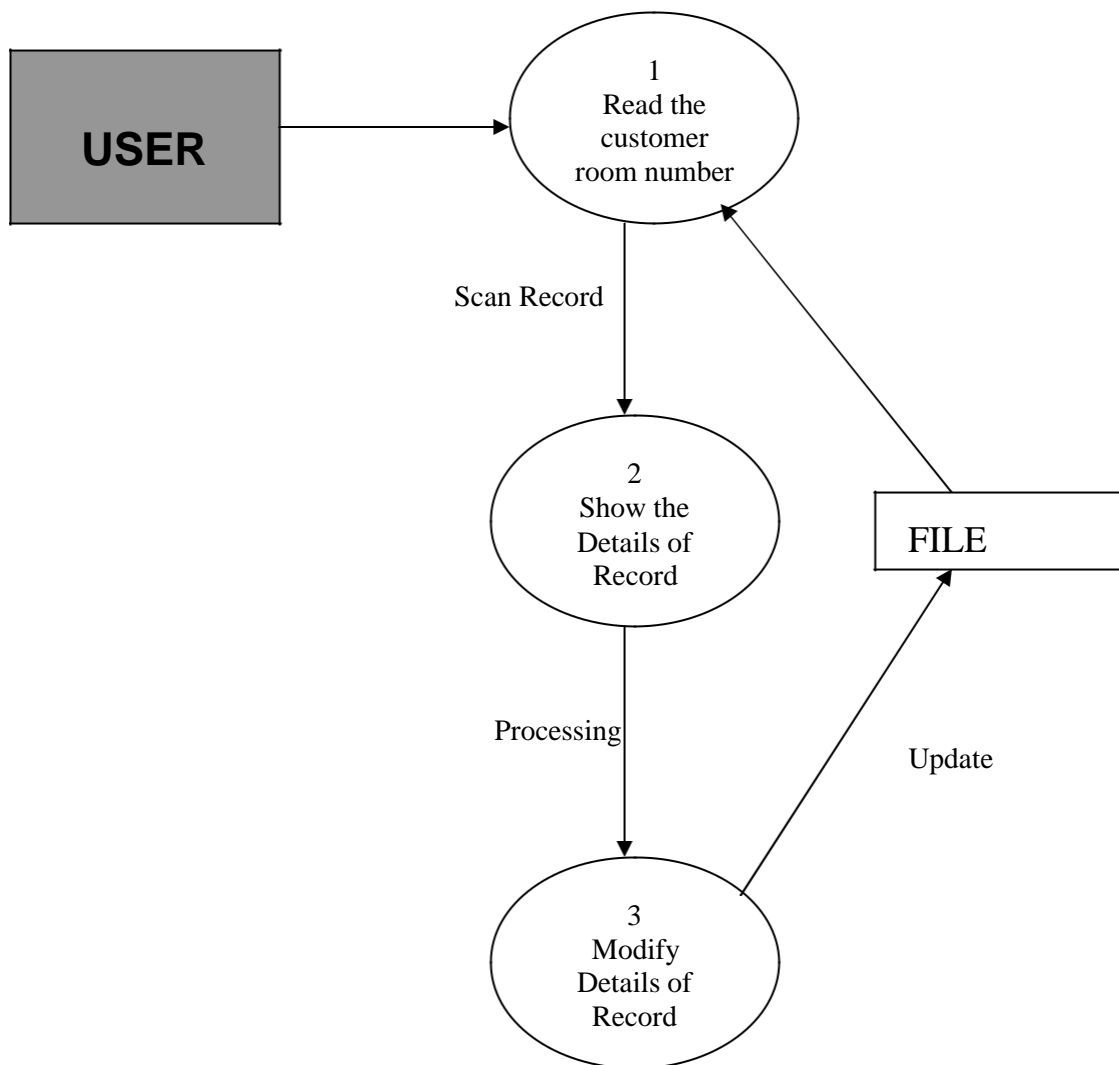 USER
1
Read the
customer
room number
Scan Record
2
Show the
Details of
Record
FILE
Processing
Update
3
Modify
Details of
Record